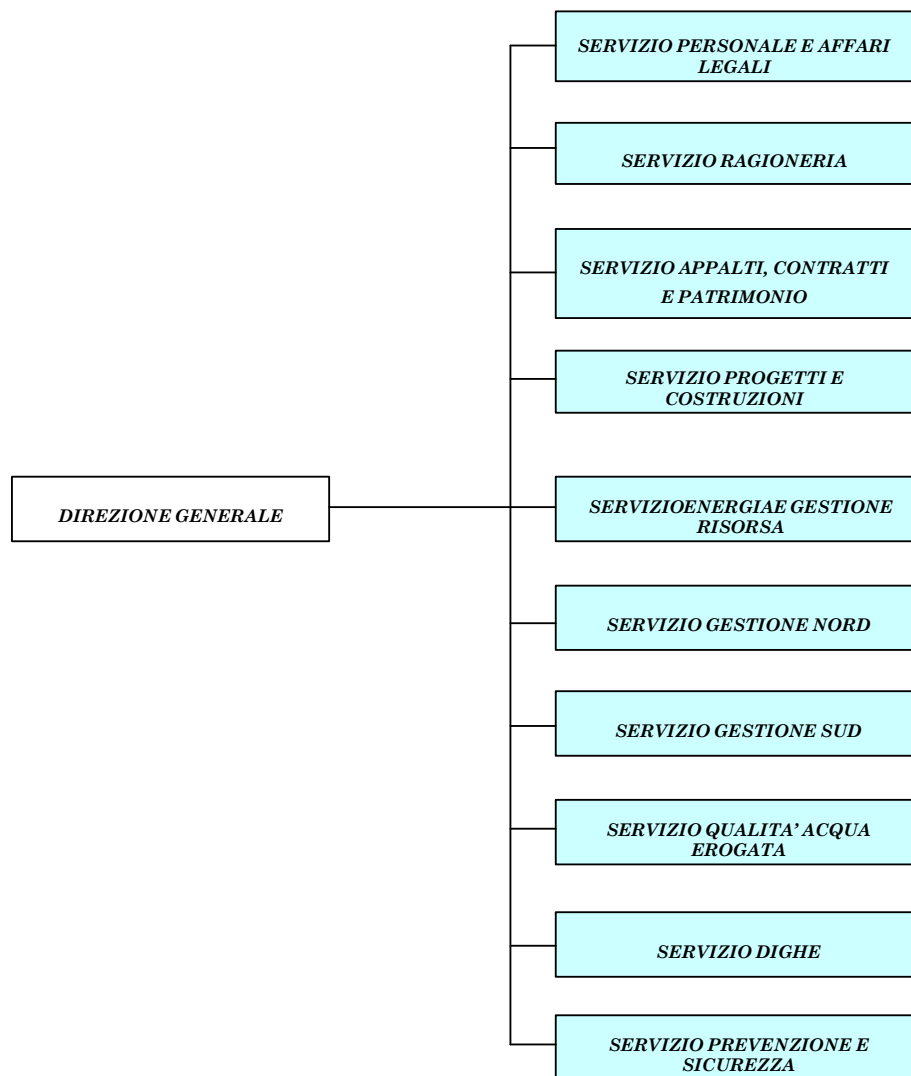 SERVIZIO PERSONALE E AFFARI
LEGALI
SERVIZIO RAGIONERIA
SERVIZIO APPALTI, CONTRATTI
E PATRIMONIO
SERVIZIO PROGETTI E
COSTRUZIONI
DIREZIONE GENERALE
SERVIZIOENERGIAE GESTIONE
RISORSA
SERVIZIO GESTIONE NORD
SERVIZIO GESTIONE SUD
SERVIZIO QUALITA’ ACQUA
EROGATA
SERVIZIO DIGHE
SERVIZIO PREVENZIONE E
SICUREZZA